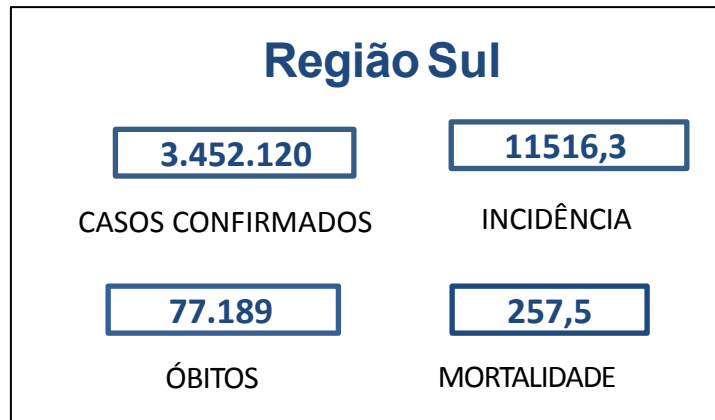 Região Sul
3.452.120
11516,3
CASOS CONFIRMADOS
INCIDÊNCIA
77.189
257,5
ÓBITOS
MORTALIDADE